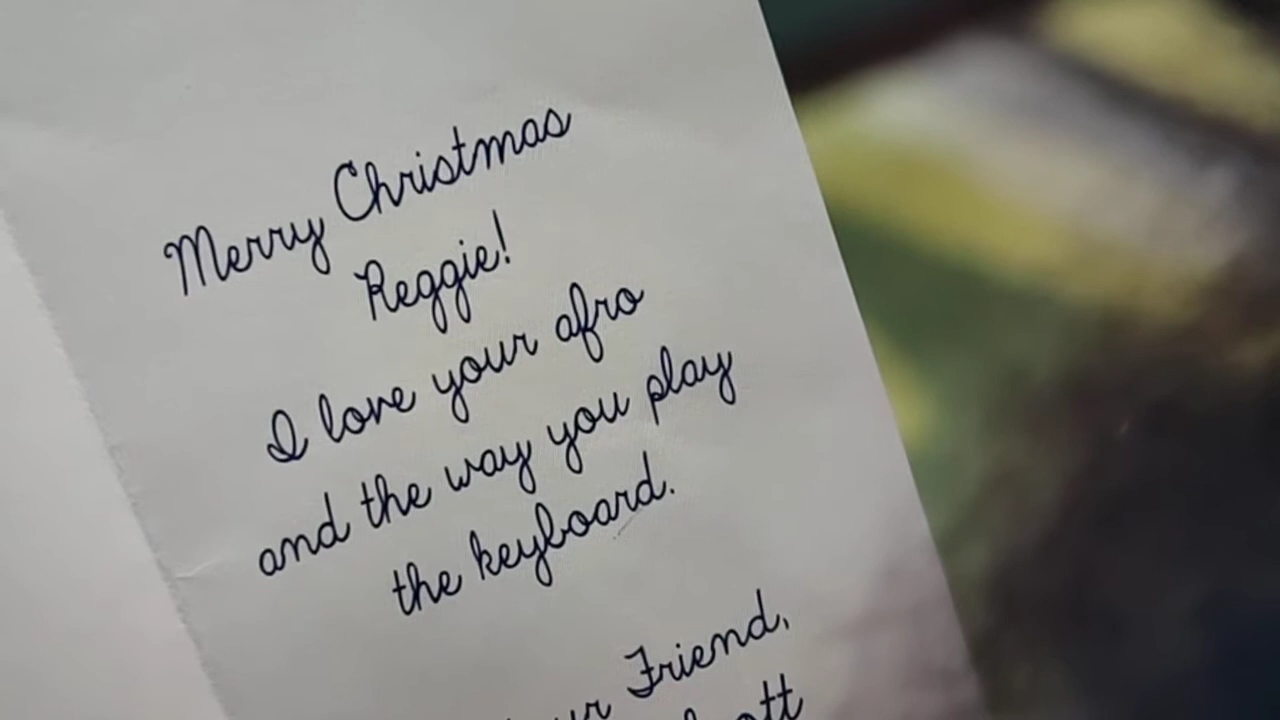 Merry Christmas
Reggie!
I love your afro
and the way you play
the keyboard.
Friend,